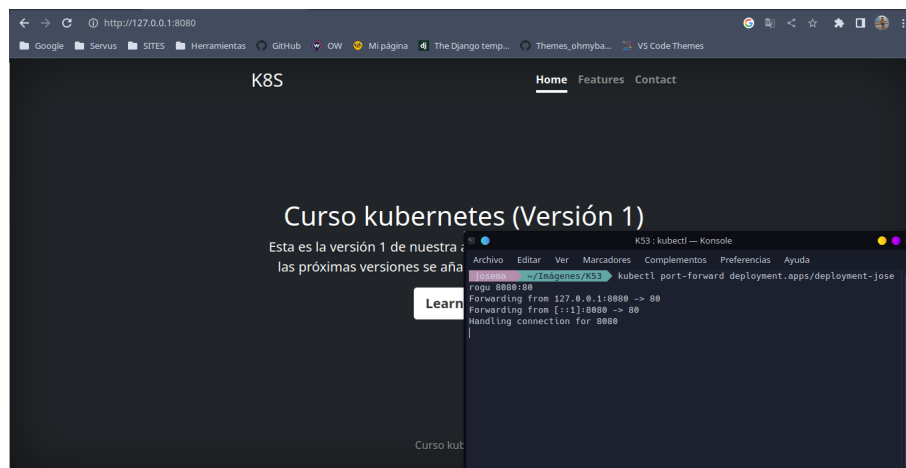 http://127.0.0.1:8080
Google Servus SITES Herramientas GitHub OW Mi página The Django temp... Themes_ohmyba... VS Code Themes
K8S Home Features Contact
Curso kubernetes (Versión 1)
Esta es la versión 1 de nuestra a
las próximas versiones se aña
Learn
Curso kub
K53 : kubectl — Konsole
Archivo Editar Ver Marcadores Complementos Preferencias Ayuda
josema ~/Imágenes/K53 kubectl port-forward deployment.apps/deployment-jose
rogu 8080:80
Forwarding from 127.0.0.1:8080 -> 80
Forwarding from [::1]:8080 -> 80
Handling connection for 8080